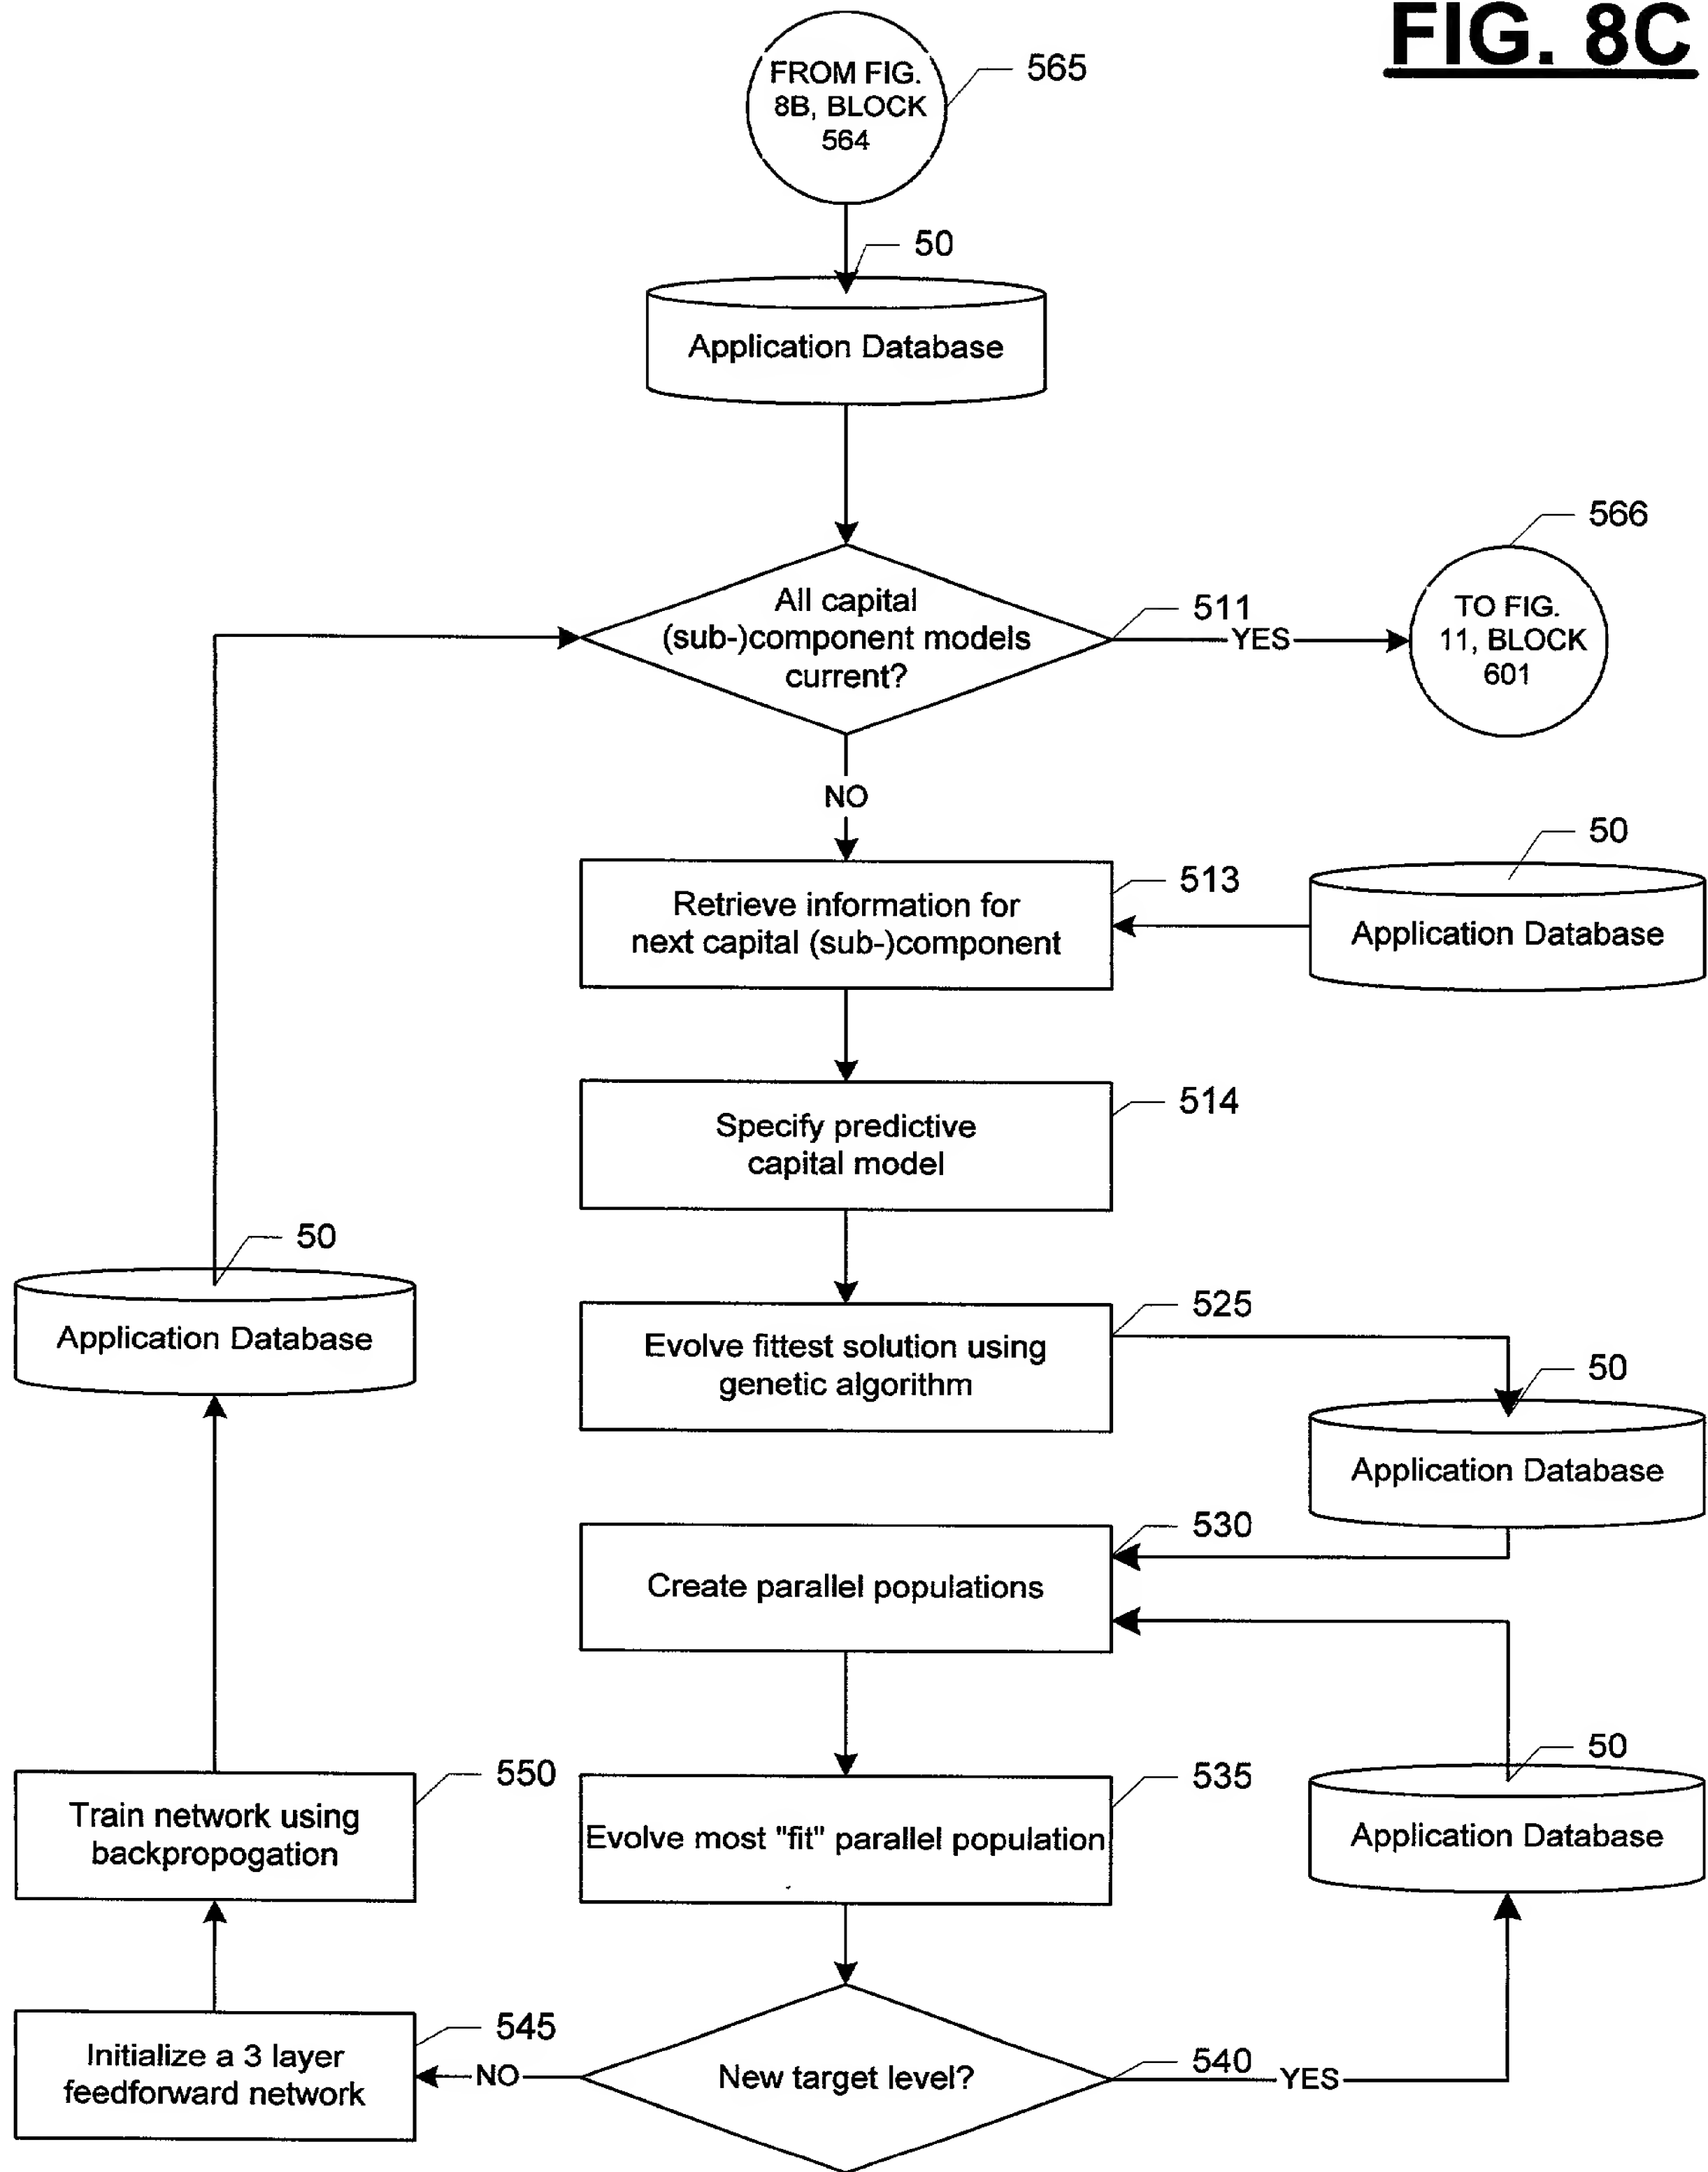 FIG. 8C
FROM FIG.
8B, BLOCK
564
565
50
Application Database
566
All capital
(sub-)component models
current?
511
YES
TO FIG.
11, BLOCK
601
NO
50
513
Retrieve information for
next capital (sub-)component
Application Database
514
Specify predictive
capital model
50
Application Database
525
Evolve fittest solution using
genetic algorithm
50
Application Database
530
Create parallel populations
50
550
Train network using
backpropogation
535
Evolve most "fit" parallel population
Application Database
545
Initialize a 3 layer
feedforward network
NO
New target level?
540
YES